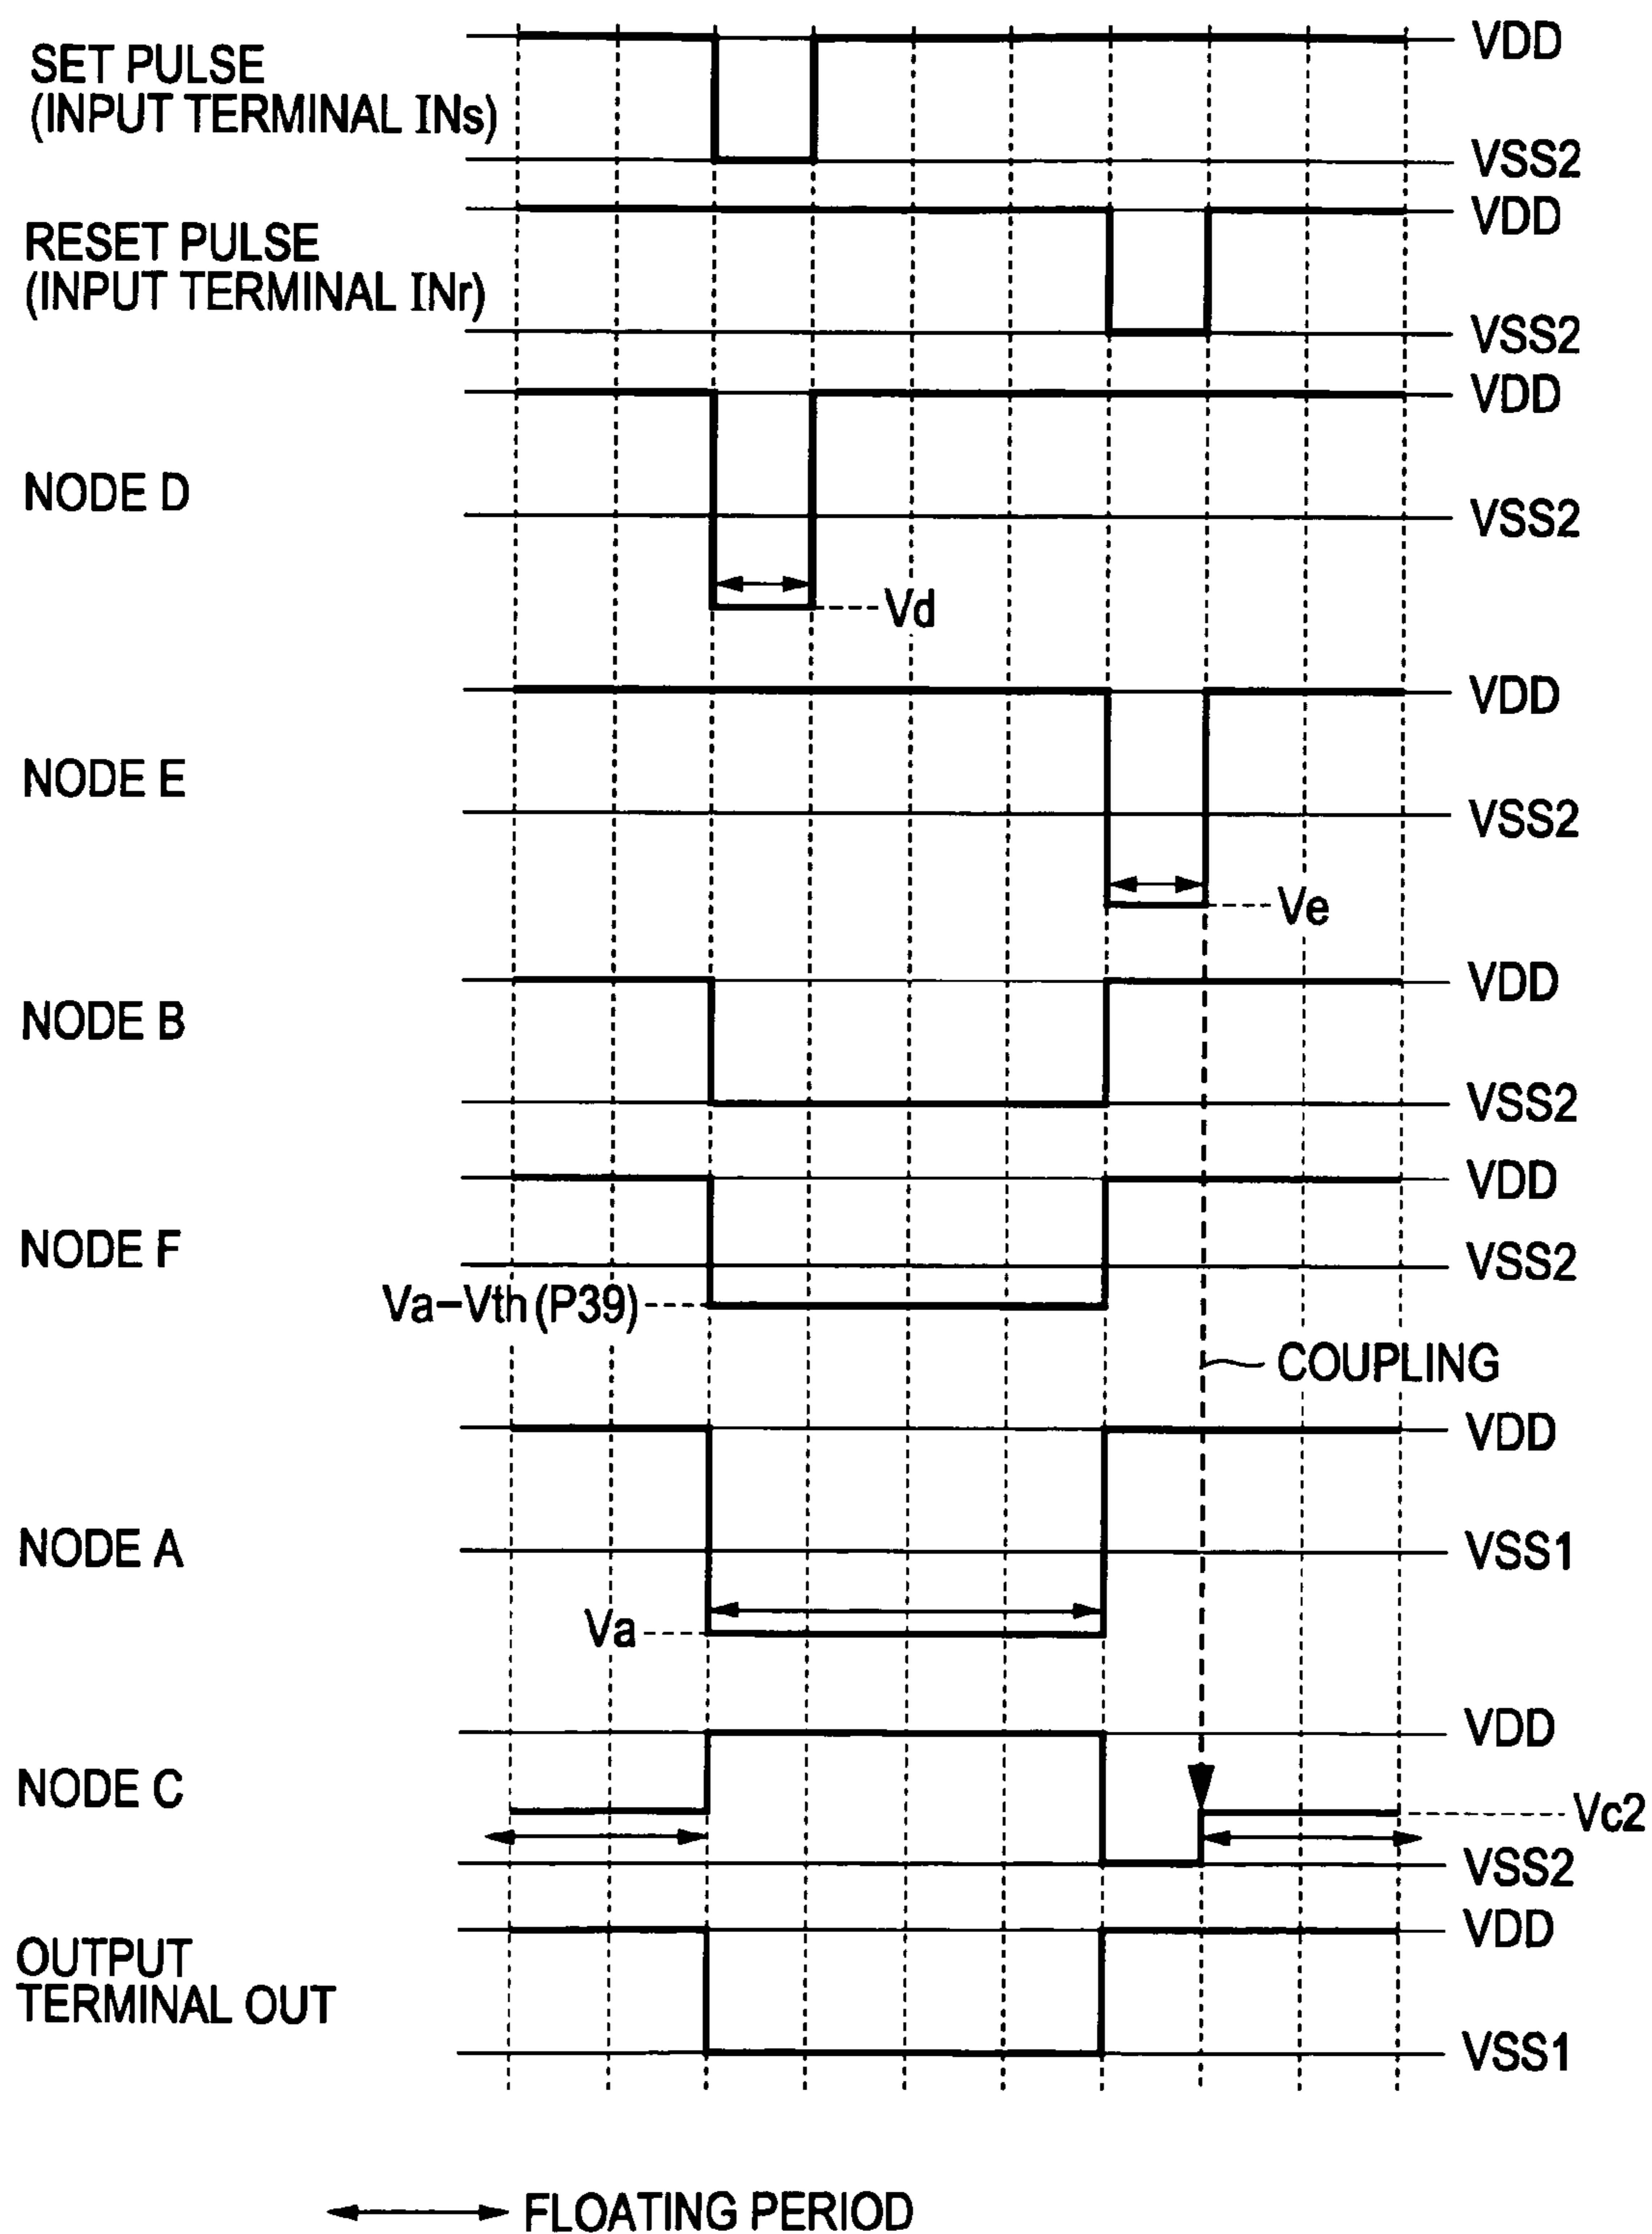 SET PULSE
(INPUT TERMINAL INs)
VDD
VSS2
RESET PULSE
(INPUT TERMINAL INr)
VDD
VSS2
NODE D
VDD
VSS2
Vd
NODE E
VDD
VSS2
Ve
NODE B
VDD
VSS2
NODE F
VDD
VSS2
Va-Vth (P39)
COUPLING
NODE A
VDD
VSS1
Va
NODE C
VDD
Vc2
VSS2
OUTPUT
TERMINAL OUT
VDD
VSS1
FLOATING PERIOD